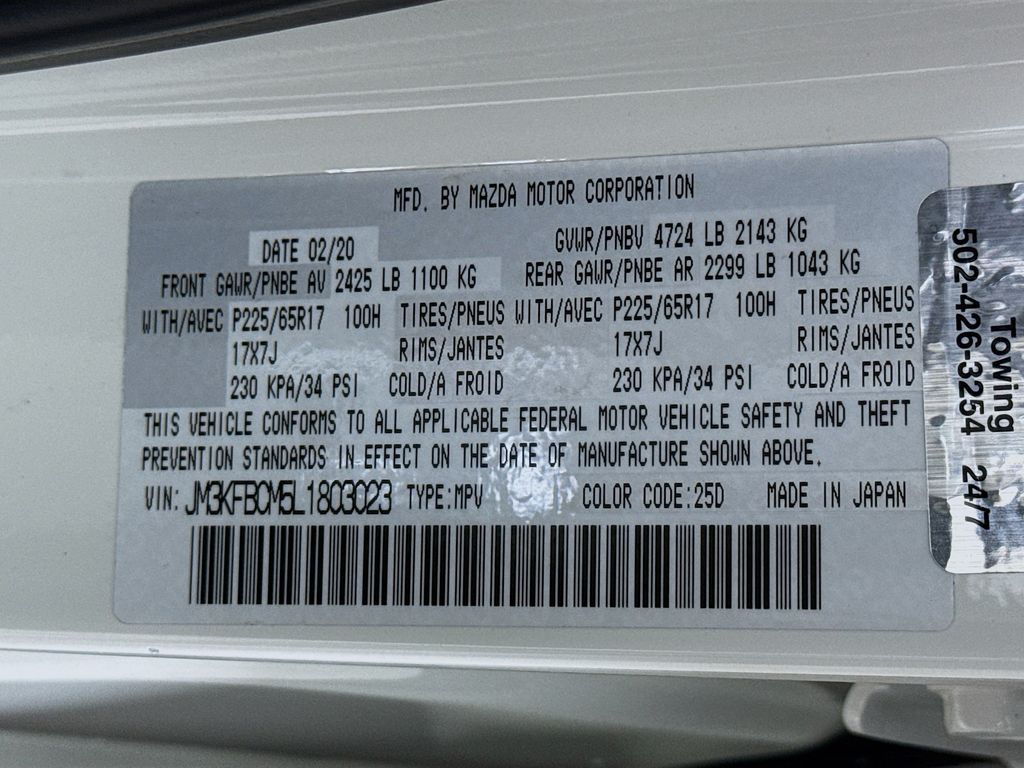 MFD. BY MAZDA MOTOR CORPORATION
DATE 02/20 GVWR/PNBV 4724 LB 2143 KG
FRONT GAWR/PNBE AV 2425 LB 1100 KG REAR GAWR/PNBE AR 2299 LB 1043 KG
WITH/AVEC P225/65R17 100H TIRES/PNEUS WITH/AVEC P225/65R17 100H TIRES/PNEUS
17X7J RIMS/JANTES 17X7J RIMS/JANTES
230 KPA/34 PSI COLD/A FROID 230 KPA/34 PSI COLD/A FROID
THIS VEHICLE CONFORMS TO ALL APPLICABLE FEDERAL MOTOR VEHICLE SAFETY AND THEFT
PREVENTION STANDARDS IN EFFECT ON THE DATE OF MANUFACTURE SHOWN ABOVE.
VIN: JM3KFBCM5L1803023 TYPE:MPV COLOR CODE:25D MADE IN JAPAN
Towing
502-426-3254 24/7